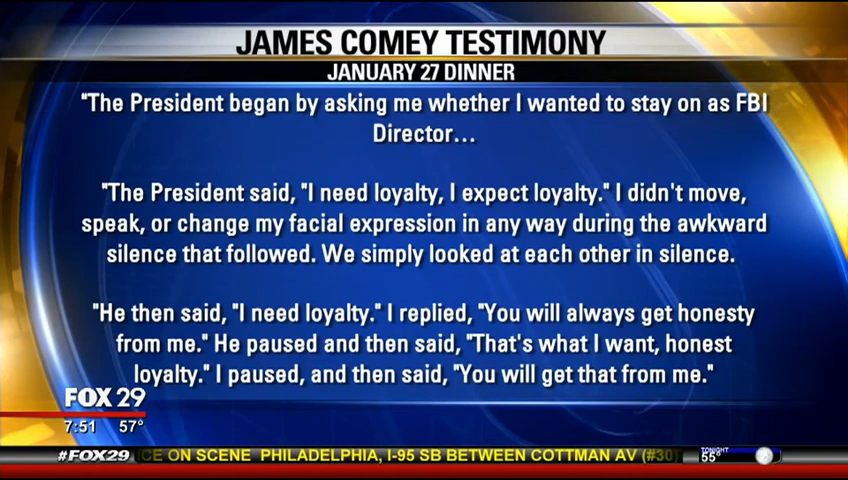 JAMES COMEY TESTIMONY
JANUARY 27 DINNER
"The President began by asking me whether I wanted to stay on as FBI
Director...
"The President said, "I need loyalty, I expect loyalty." I didn't move,
speak, or change my facial expression in any way during the awkward
silence that followed. We simply looked at each other in silence.
"He then said, "I need loyalty." I replied, "You will always get honesty
from me." He paused and then said, "That's what I want, honest
loyalty." I paused, and then said, "You will get that from me."
FOX 29
7:51 57°
#FOX29 CE ON SCENE PHILADELPHIA, I-95 SB BETWEEN COTTMAN AV (#30)
TONIGHT
55°